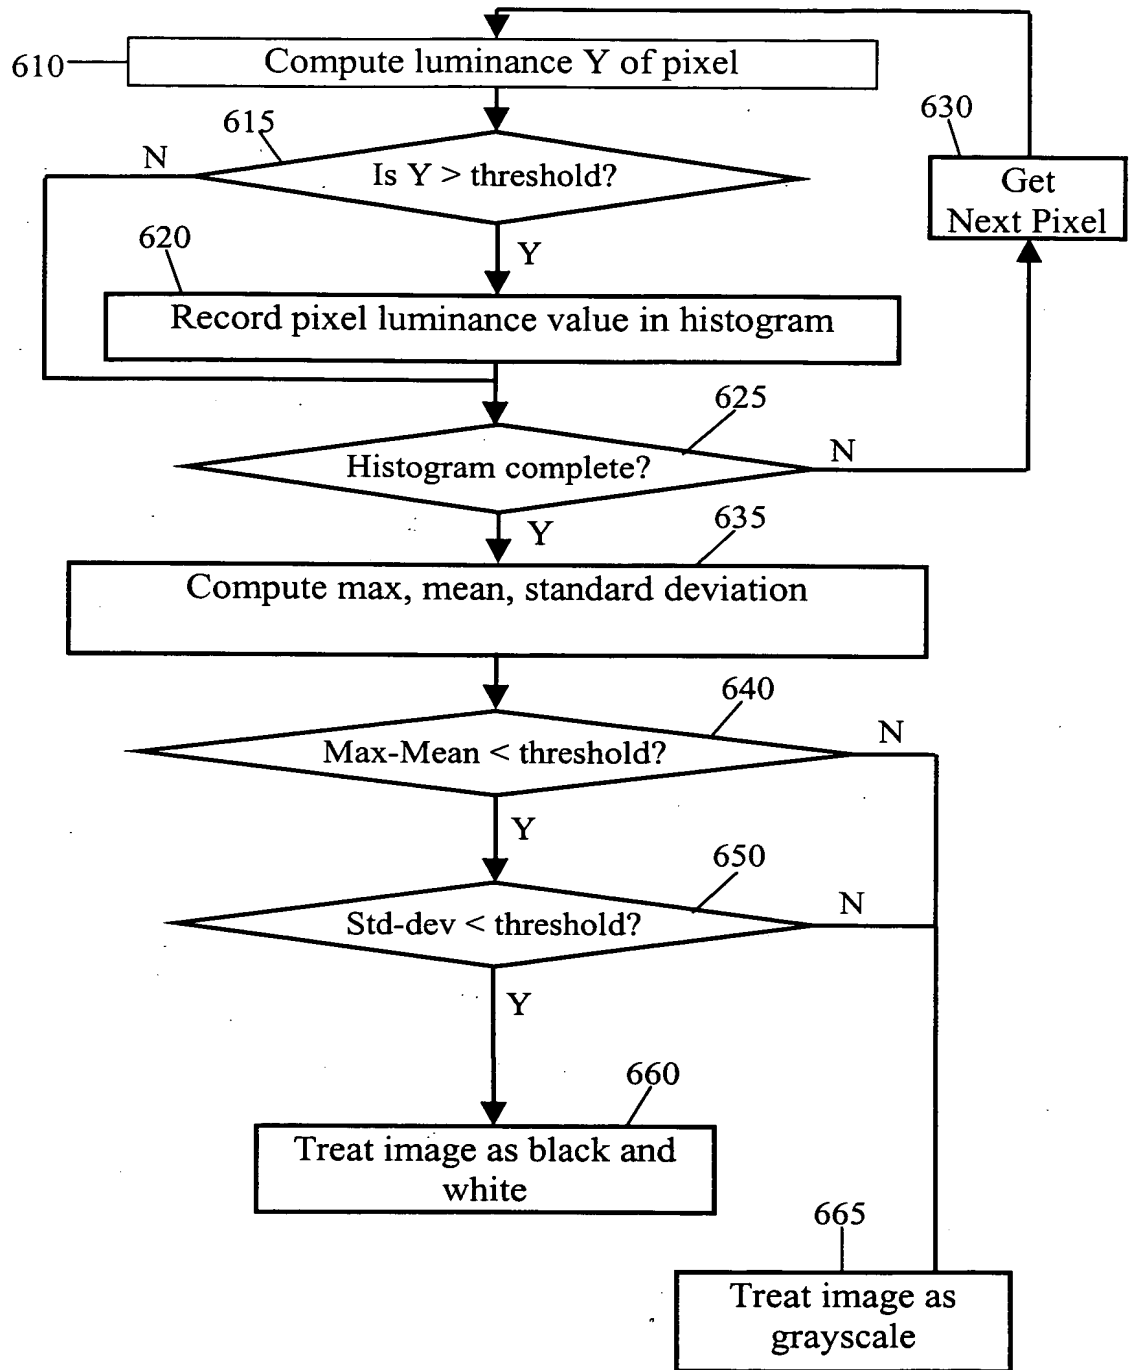 610
Compute luminance Y of pixel
615
630
N
Is Y > threshold?
Get
Next Pixel
620
Y
Record pixel luminance value in histogram
625
N
Histogram complete?
Y
635
Compute max, mean, standard deviation
640
N
Max-Mean < threshold?
Y
650
N
Std-dev < threshold?
Y
660
Treat image as black and
white
665
Treat image as
grayscale